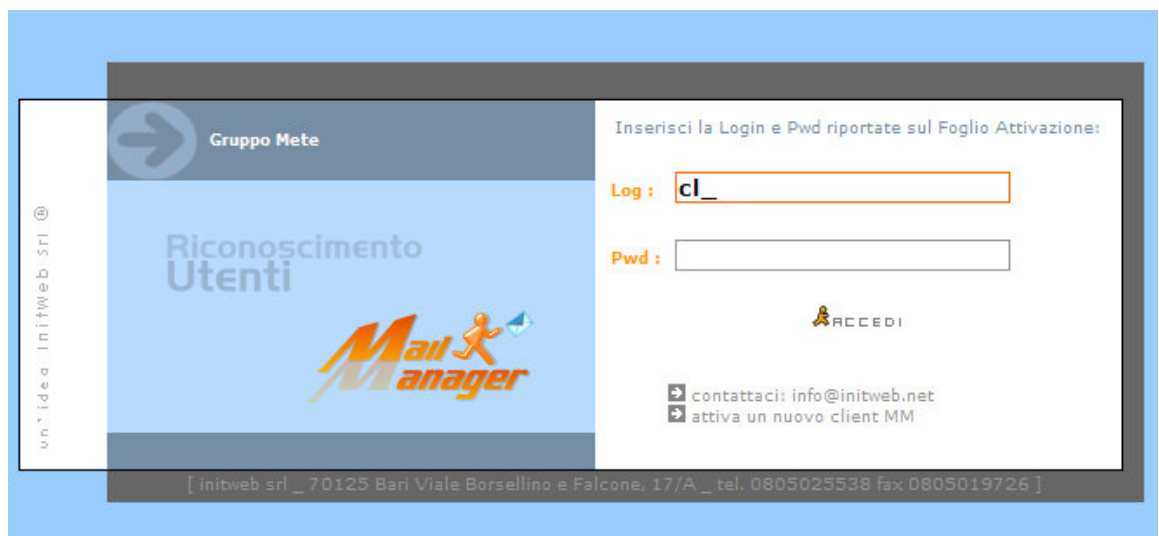 Gruppo Mete
Inserisci la Login e Pwd riportate sul Foglio Attivazione:
Log :
cl_
Pwd :
Riconoscimento
Utenti
Mail
Manager
ACCEDI
contattaci: info@initweb.net
attiva un nuovo client MM
un'idea InitWeb srl ®
[ initweb srl _ 70125 Bari Viale Borsellino e Falcone, 17/A _ tel. 0805025538 fax 0805019726 ]